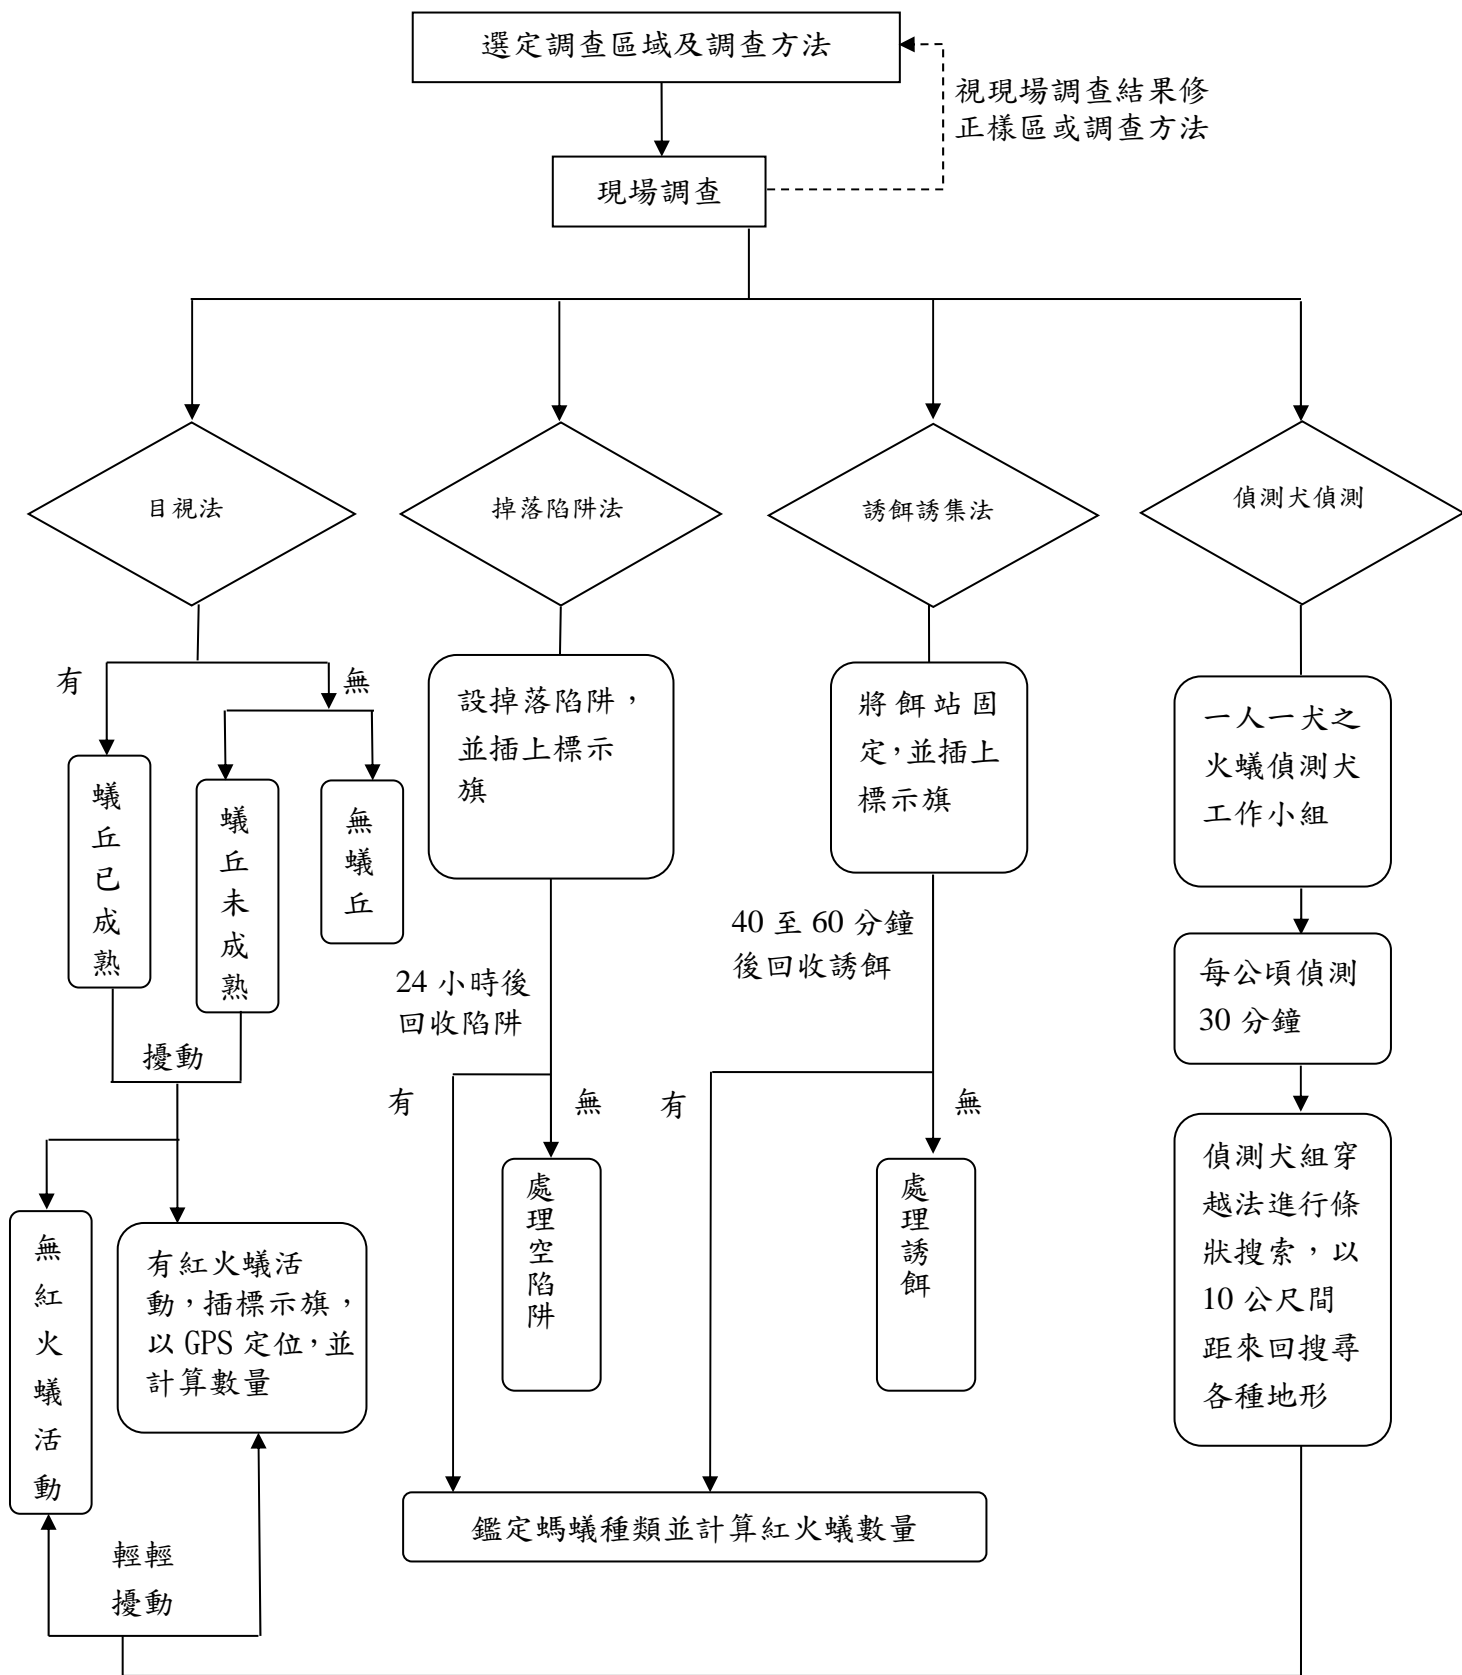 選定調查區域及調查方法
視現場調查結果修
正樣區或調查方法
現場調查
目視法
掉落陷阱法
誘餌誘集法
偵測犬偵測
有
無
蟻丘已成熟
蟻丘未成熟
無蟻丘
設掉落陷阱，
並插上標示
旗
將餌站固
定，並插上
標示旗
一人一犬之
火蟻偵測犬
工作小組
40 至 60 分鐘
後回收誘餌
24 小時後
回收陷阱
每公頃偵測
30 分鐘
擾動
有
無
有
無
處理空陷阱
處理誘餌
偵測犬組穿
越法進行條
狀搜索，以
10 公尺間
距來回搜尋
各種地形
無紅火蟻活動
有紅火蟻活
動，插標示旗，
以 GPS 定位，並
計算數量
鑑定螞蟻種類並計算紅火蟻數量
輕輕
擾動